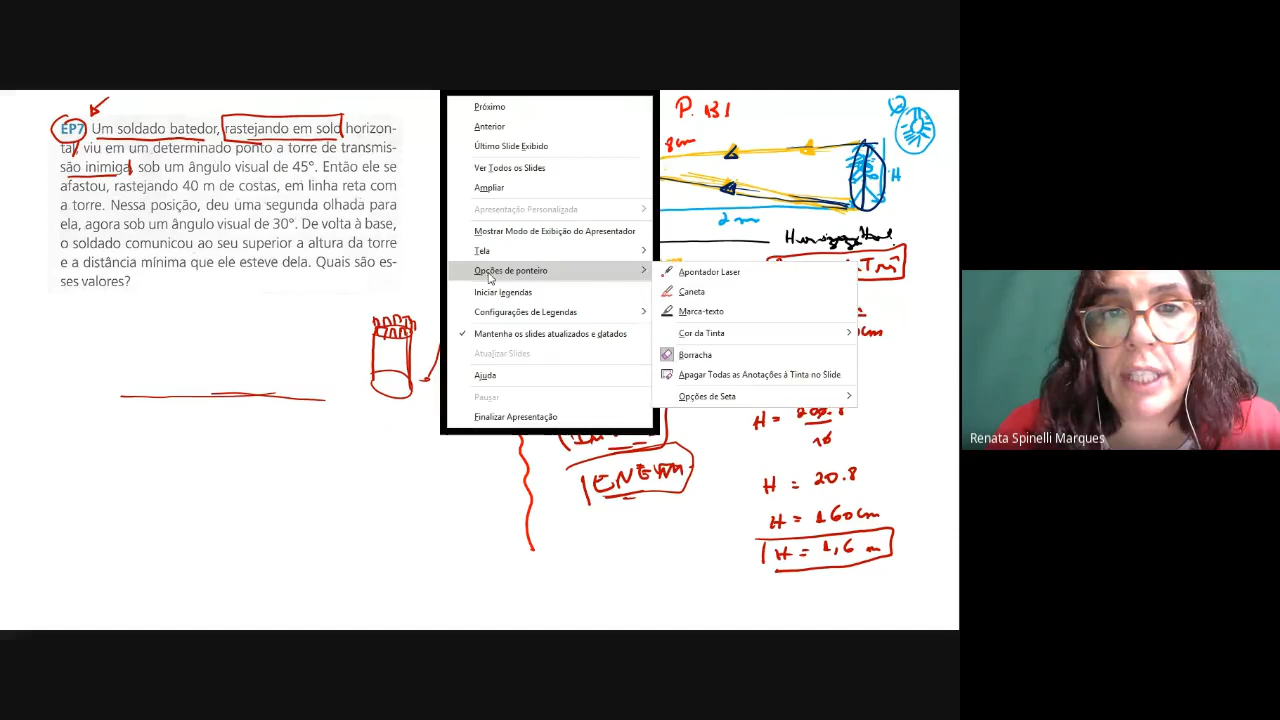 EP7 Um soldado batedor, rastejando em solo horizon-
tal, viu em um determinado ponto a torre de transmis-
são inimiga, sob um ângulo visual de 45°. Então ele se
afastou, rastejando 40 m de costas, em linha reta com
a torre. Nessa posição, deu uma segunda olhada para
ela, agora sob um ângulo visual de 30°. De volta à base,
o soldado comunicou ao seu superior a altura da torre
e a distância mínima que ele esteve dela. Quais são es-
ses valores?
Próximo
Anterior
Último Slide Exibido
Ver Todos os Slides
Ampliar
Apresentação Personalizada
Mostrar Modo de Exibição do Apresentador
Tela
Opções de ponteiro
Iniciar legendas
Configurações de Legendas
Mantenha os slides atualizados e datados
Atualizar Slides
Ajuda
Pausar
Finalizar Apresentação
Apontador Laser
Caneta
Marca-texto
Cor da Tinta
Borracha
Apagar Todas as Anotações à Tinta no Slide
Opções de Seta
P. 131
8cm
H
2 m
Horizontal
cm
ENEM
H =
10
H = 20.8
H = 160cm
H = 1,6 m
Renata Spinelli Marques